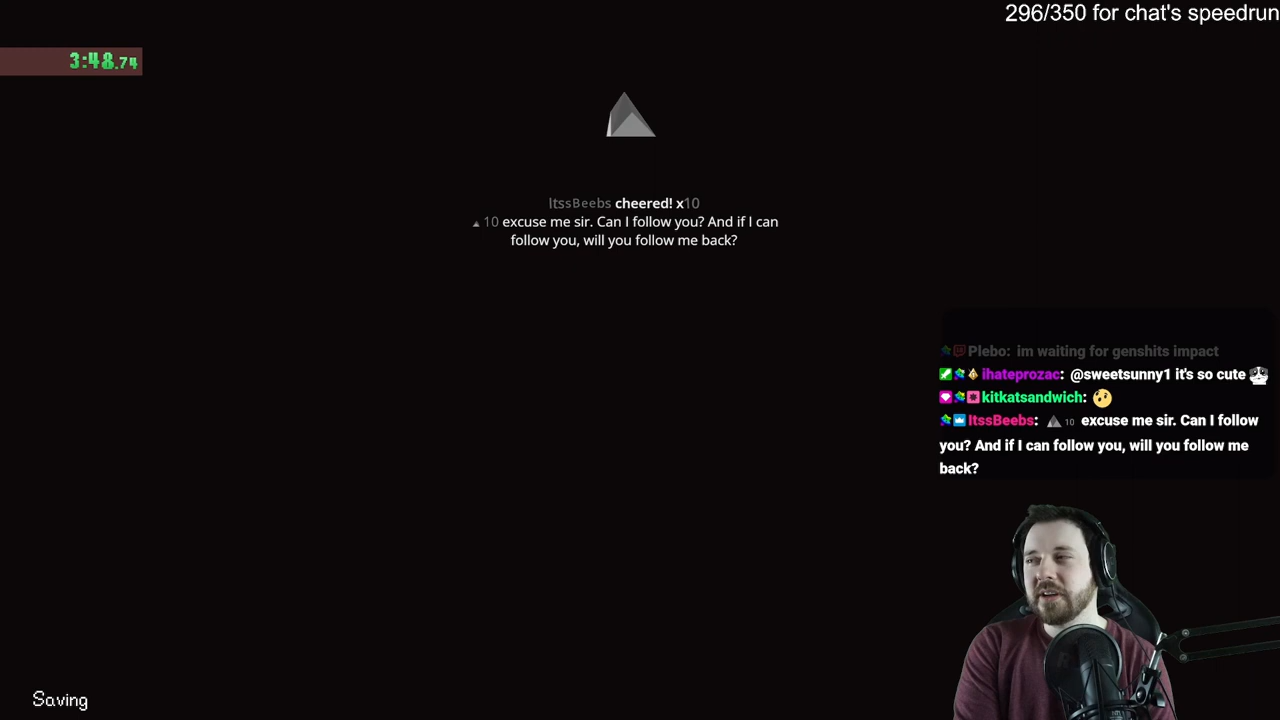 296/350 for chat's speedrun
3:48.74
ItssBeebs cheered! x10
10 excuse me sir. Can I follow you? And if I can
follow you, will you follow me back?
Plebo: im waiting for genshits impact
ihateprozac: @sweetsunny1 it's so cute
kitkatsandwich:
ItssBeebs: 10 excuse me sir. Can I follow
you? And if I can follow you, will you follow me
back?
Saving